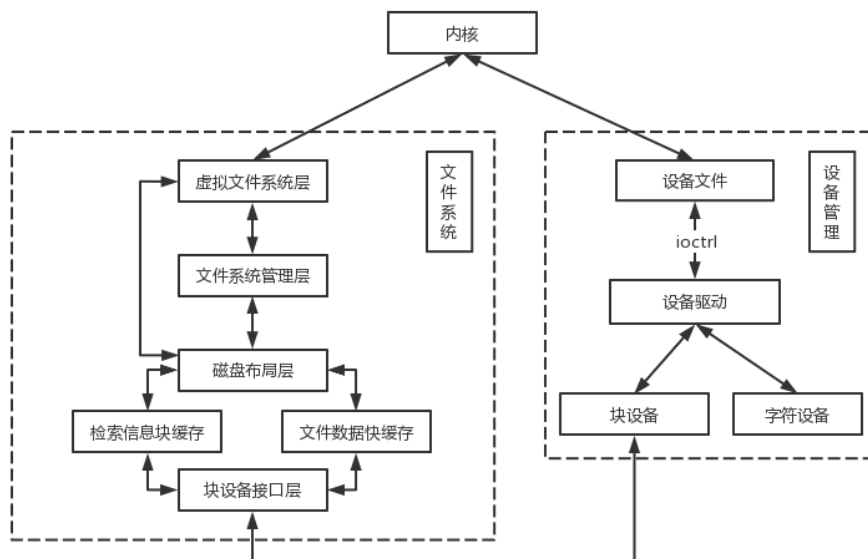 内核
虚拟文件系统层
文件系统
设备文件
设备管理
ioctrl
文件系统管理层
设备驱动
磁盘布局层
检索信息块缓存
文件数据快缓存
块设备
字符设备
块设备接口层